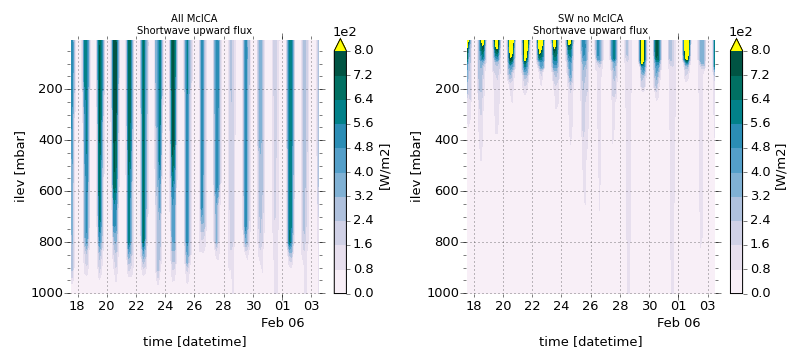 All McICA
Shortwave upward flux
1e2
8.0
7.2
6.4
5.6
4.8
4.0
3.2
2.4
1.6
0.8
0.0
[W/m2]
200
400
600
800
1000
ilev [mbar]
18 20 22 24 26 28 30 01 03
Feb 06
time [datetime]
SW no McICA
Shortwave upward flux
1e2
8.0
7.2
6.4
5.6
4.8
4.0
3.2
2.4
1.6
0.8
0.0
[W/m2]
200
400
600
800
1000
ilev [mbar]
18 20 22 24 26 28 30 01 03
Feb 06
time [datetime]